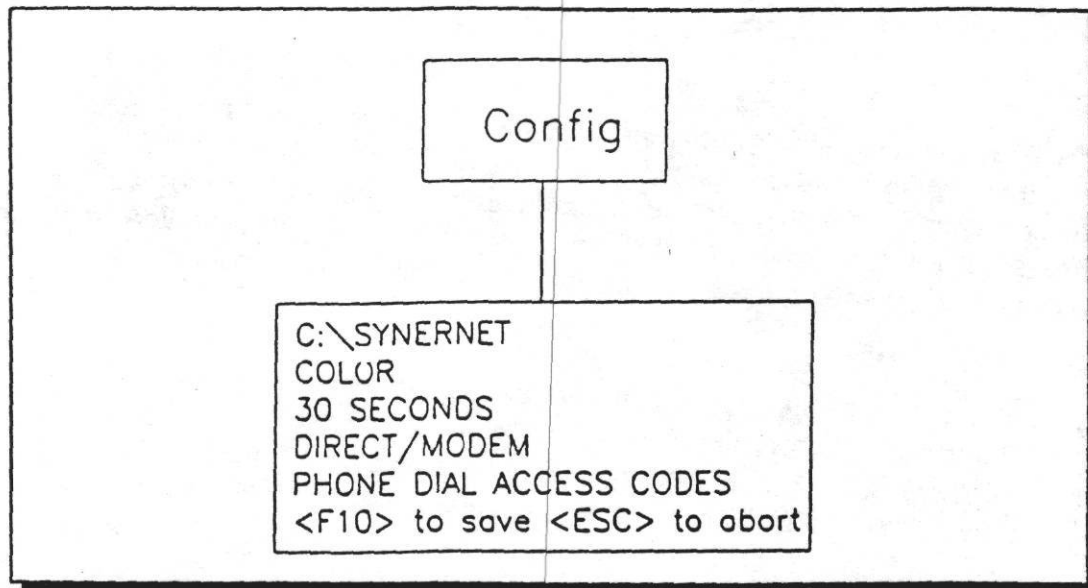 Config
C:\SYNERNET
COLOR
30 SECONDS
DIRECT/MODEM
PHONE DIAL ACCESS CODES
<F10> to save <ESC> to abort